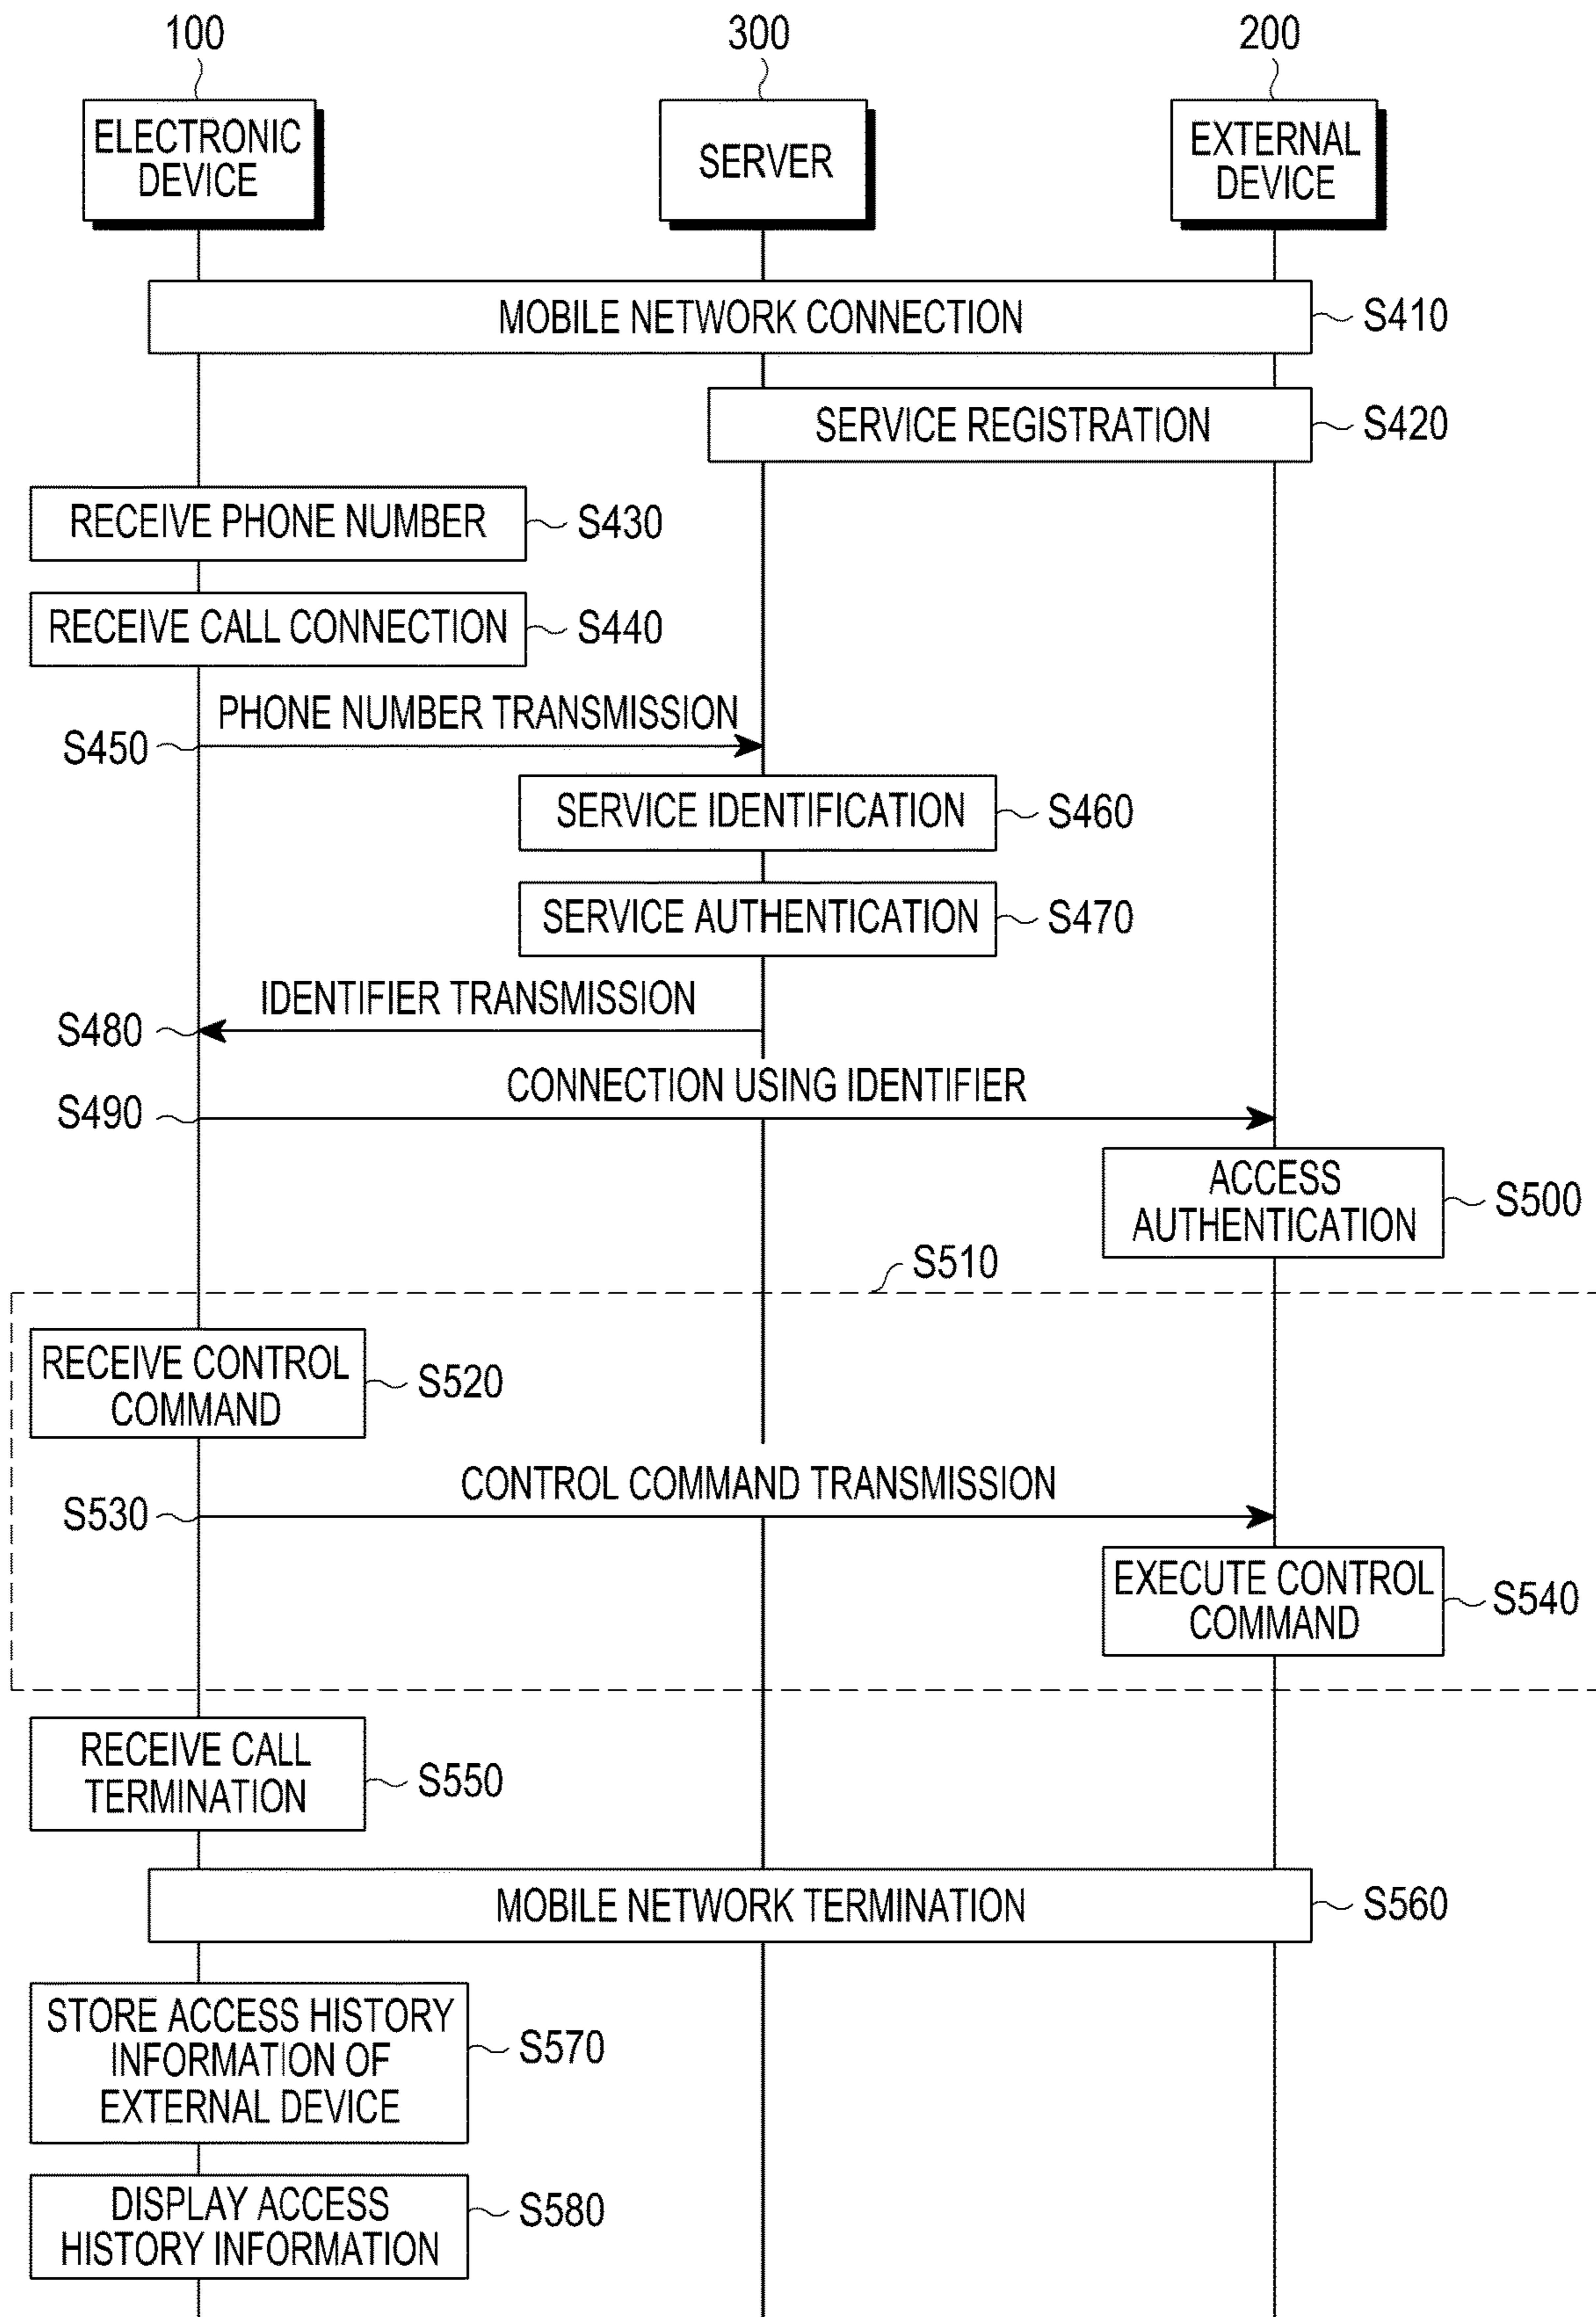 100
300
200
ELECTRONIC
DEVICE
SERVER
EXTERNAL
DEVICE
MOBILE NETWORK CONNECTION
S410
SERVICE REGISTRATION
S420
RECEIVE PHONE NUMBER
S430
RECEIVE CALL CONNECTION
S440
PHONE NUMBER TRANSMISSION
S450
SERVICE IDENTIFICATION
S460
SERVICE AUTHENTICATION
S470
IDENTIFIER TRANSMISSION
S480
CONNECTION USING IDENTIFIER
S490
ACCESS
AUTHENTICATION
S500
S510
RECEIVE CONTROL
COMMAND
S520
CONTROL COMMAND TRANSMISSION
S530
EXECUTE CONTROL
COMMAND
S540
RECEIVE CALL
TERMINATION
S550
MOBILE NETWORK TERMINATION
S560
STORE ACCESS HISTORY
INFORMATION OF
EXTERNAL DEVICE
S570
DISPLAY ACCESS
HISTORY INFORMATION
S580